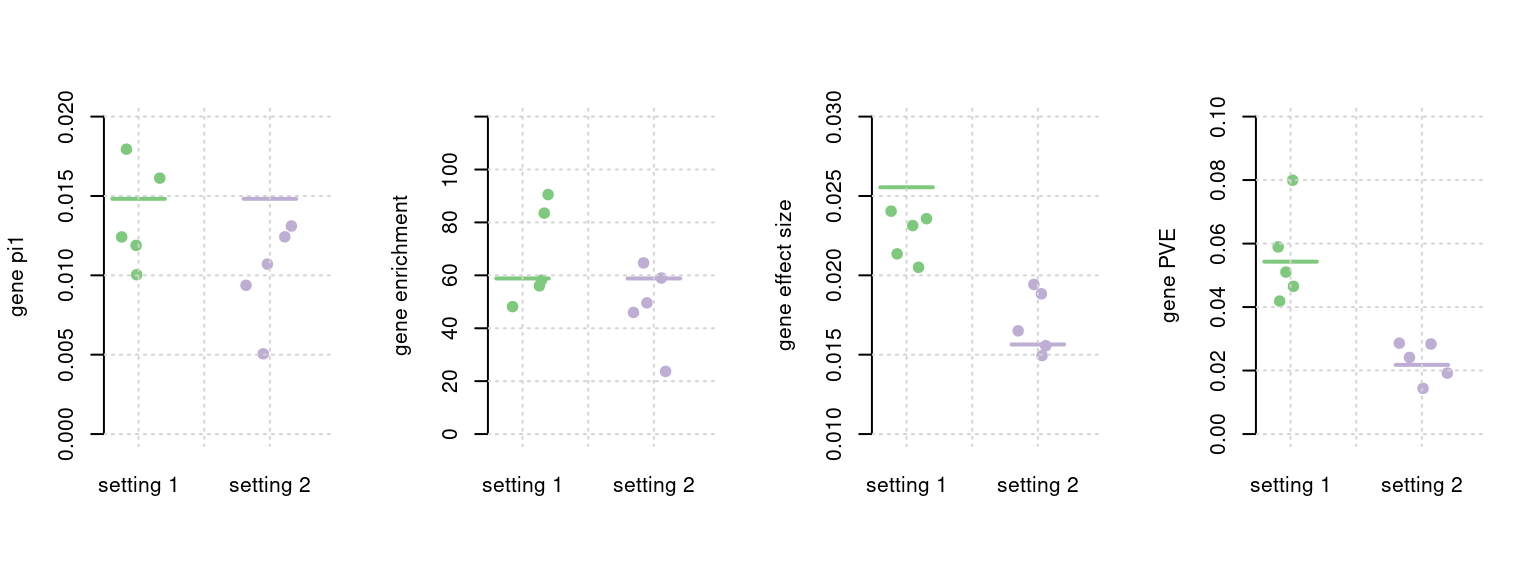 gene pi1
0.000
0.005
0.010
0.015
0.020
setting 1
setting 2
gene enrichment
0
20
40
60
80
100
setting 1
setting 2
gene effect size
0.010
0.015
0.020
0.025
0.030
setting 1
setting 2
gene PVE
0.00
0.02
0.04
0.06
0.08
0.10
setting 1
setting 2